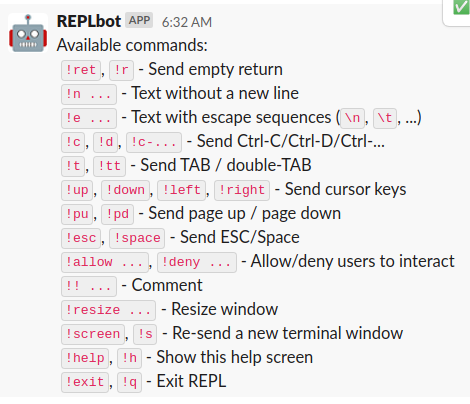 REPLbot APP 6:32 AM
Available commands:
!ret, !r - Send empty return
!n ... - Text without a new line
!e ... - Text with escape sequences (\n, \t, ...)
!c, !d, !c-... - Send Ctrl-C/Ctrl-D/Ctrl-...
!t, !tt - Send TAB / double-TAB
!up, !down, !left, !right - Send cursor keys
!pu, !pd - Send page up / page down
!esc, !space - Send ESC/Space
!allow ..., !deny ... - Allow/deny users to interact
!! ... - Comment
!resize ... - Resize window
!screen, !s - Re-send a new terminal window
!help, !h - Show this help screen
!exit, !q - Exit REPL